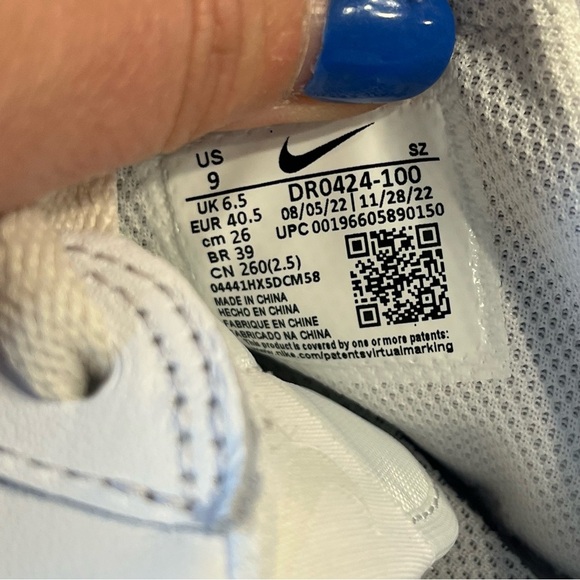 US SZ
9
UK 6.5 DR0424-100
EUR 40.5 08/05/22 | 11/28/22
cm 26 UPC 00196605890150
BR 39
CN 260(2.5)
04441HX5DCM58
MADE IN CHINA
HECHO EN CHINA
FABRIQUE EN CHINE
FABRICADO NA CHINA
product is covered by one or more patents:
.com/patentsvirtualmarking